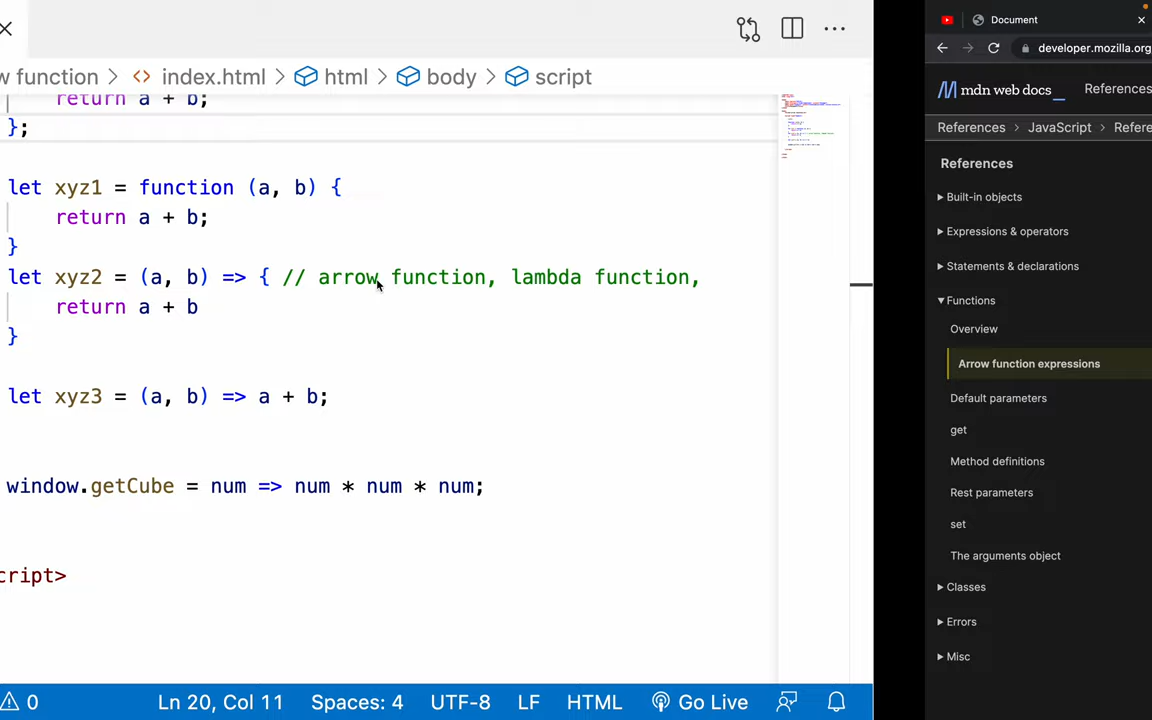 w function > index.html > html > body > script
return a + b;
};
let xyz1 = function (a, b) {
return a + b;
}
let xyz2 = (a, b) => { // arrow function, lambda function,
return a + b
}
let xyz3 = (a, b) => a + b;
window.getCube = num => num * num * num;
cript>
0 Ln 20, Col 11 Spaces: 4 UTF-8 LF HTML Go Live
Document
developer.mozilla.org
mdn web docs_ References
References > JavaScript > Refere
References
Built-in objects
Expressions & operators
Statements & declarations
Functions
Overview
Arrow function expressions
Default parameters
get
Method definitions
Rest parameters
set
The arguments object
Classes
Errors
Misc